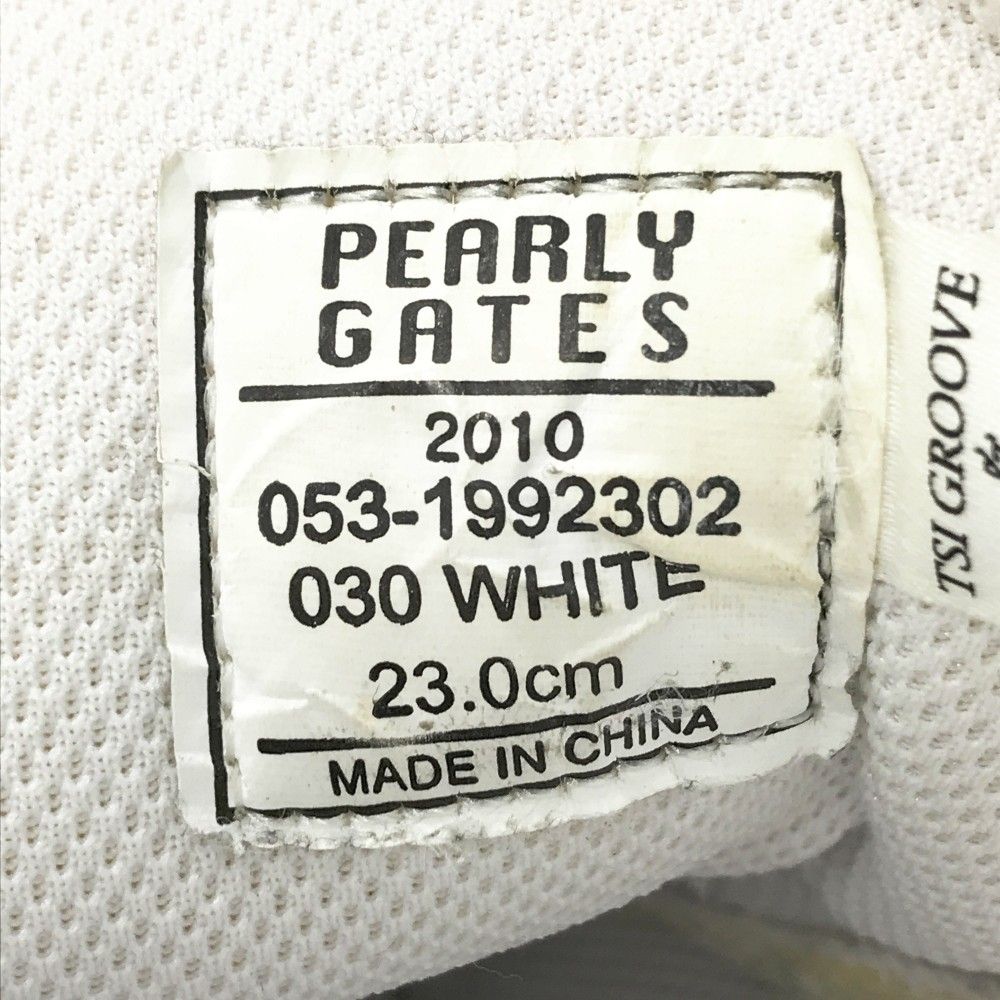 PEARLY
GATES
2010
053-1992302
030 WHITE
23.0cm
MADE IN CHINA
TSI GROOVE